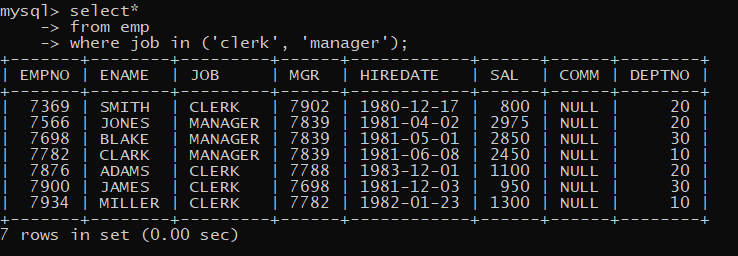 mysql> select*
    -> from emp
    -> where job in ('clerk', 'manager');
+-------+--------+---------+------+------------+------+------+--------+
| EMPNO | ENAME  | JOB     | MGR  | HIREDATE   | SAL  | COMM | DEPTNO |
+-------+--------+---------+------+------------+------+------+--------+
|  7369 | SMITH  | CLERK   | 7902 | 1980-12-17 |  800 | NULL |     20 |
|  7566 | JONES  | MANAGER | 7839 | 1981-04-02 | 2975 | NULL |     20 |
|  7698 | BLAKE  | MANAGER | 7839 | 1981-05-01 | 2850 | NULL |     30 |
|  7782 | CLARK  | MANAGER | 7839 | 1981-06-08 | 2450 | NULL |     10 |
|  7876 | ADAMS  | CLERK   | 7788 | 1983-12-01 | 1100 | NULL |     20 |
|  7900 | JAMES  | CLERK   | 7698 | 1981-12-03 |  950 | NULL |     30 |
|  7934 | MILLER | CLERK   | 7782 | 1982-01-23 | 1300 | NULL |     10 |
+-------+--------+---------+------+------------+------+------+--------+
7 rows in set (0.00 sec)